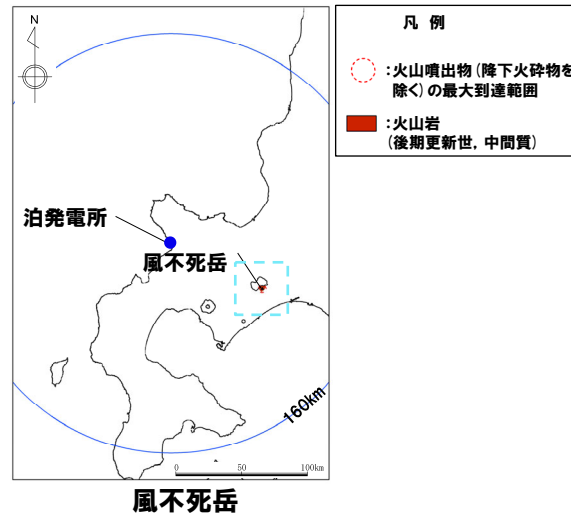 N
泊発電所
風不死岳
160km
0 50 100km
風不死岳
凡 例
:火山噴出物(降下火砕物を
除く)の最大到達範囲
:火山岩
(後期更新世, 中間質)